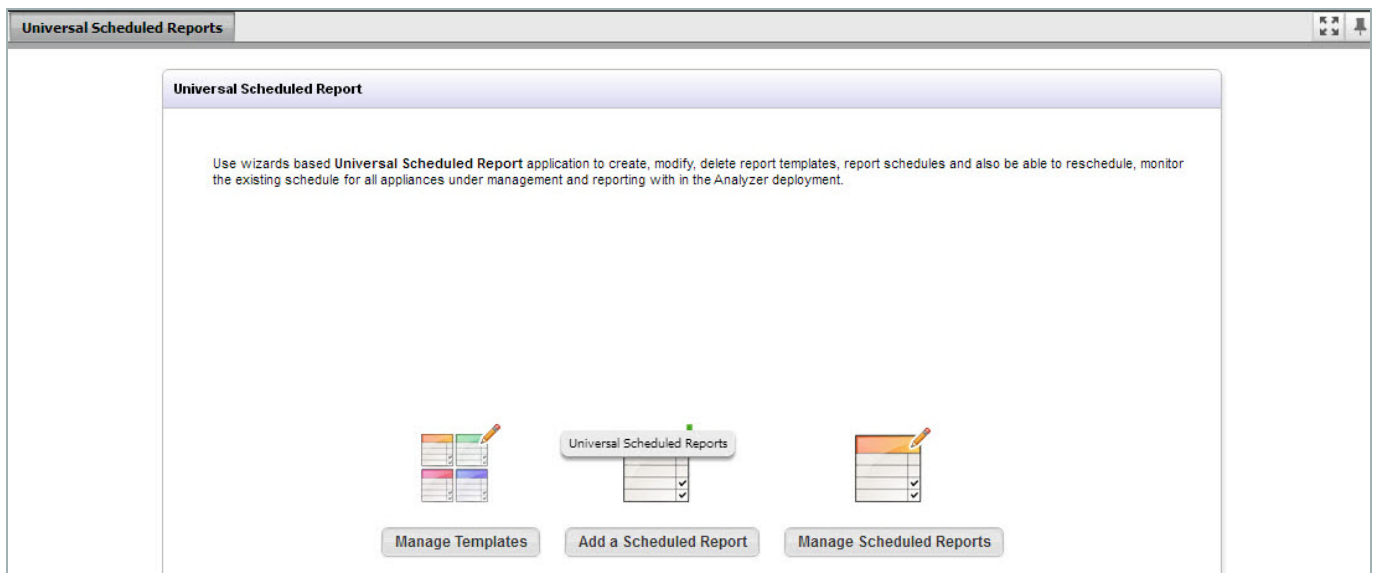 Universal Scheduled Reports
Universal Scheduled Report
Use wizards based Universal Scheduled Report application to create, modify, delete report templates, report schedules and also be able to reschedule, monitor
the existing schedule for all appliances under management and reporting with in the Analyzer deployment.
Universal Scheduled Reports
Manage Templates
Add a Scheduled Report
Manage Scheduled Reports